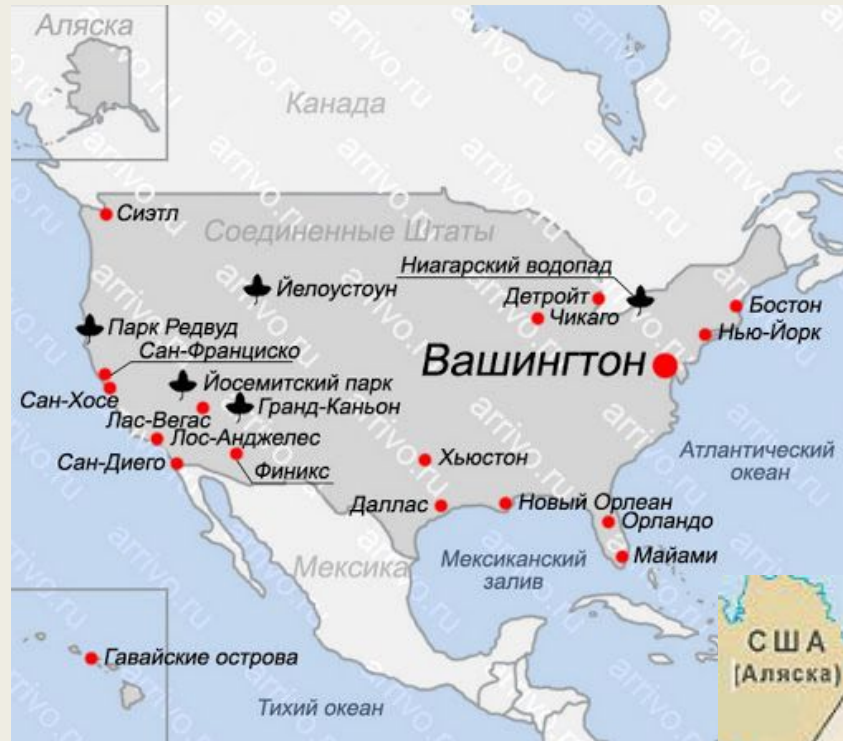 Аляска
Канада
Сиэтл
Соединенные Штаты
Ниагарский водопад
Йелоустоун
Детройт
Чикаго
Бостон
Нью-Йорк
Парк Редвуд
Сан-Франциско
Вашингтон
Йосемитский парк
Сан-Хосе
Гранд-Каньон
Лас-Вегас
Лос-Анджелес
Сан-Диего
Финикс
Хьюстон
Атлантический
океан
Даллас
Новый Орлеан
Орландо
Мексика
Мексиканский
залив
Майами
США
(Аляска)
Гавайские острова
Тихий океан
arrivo.ru